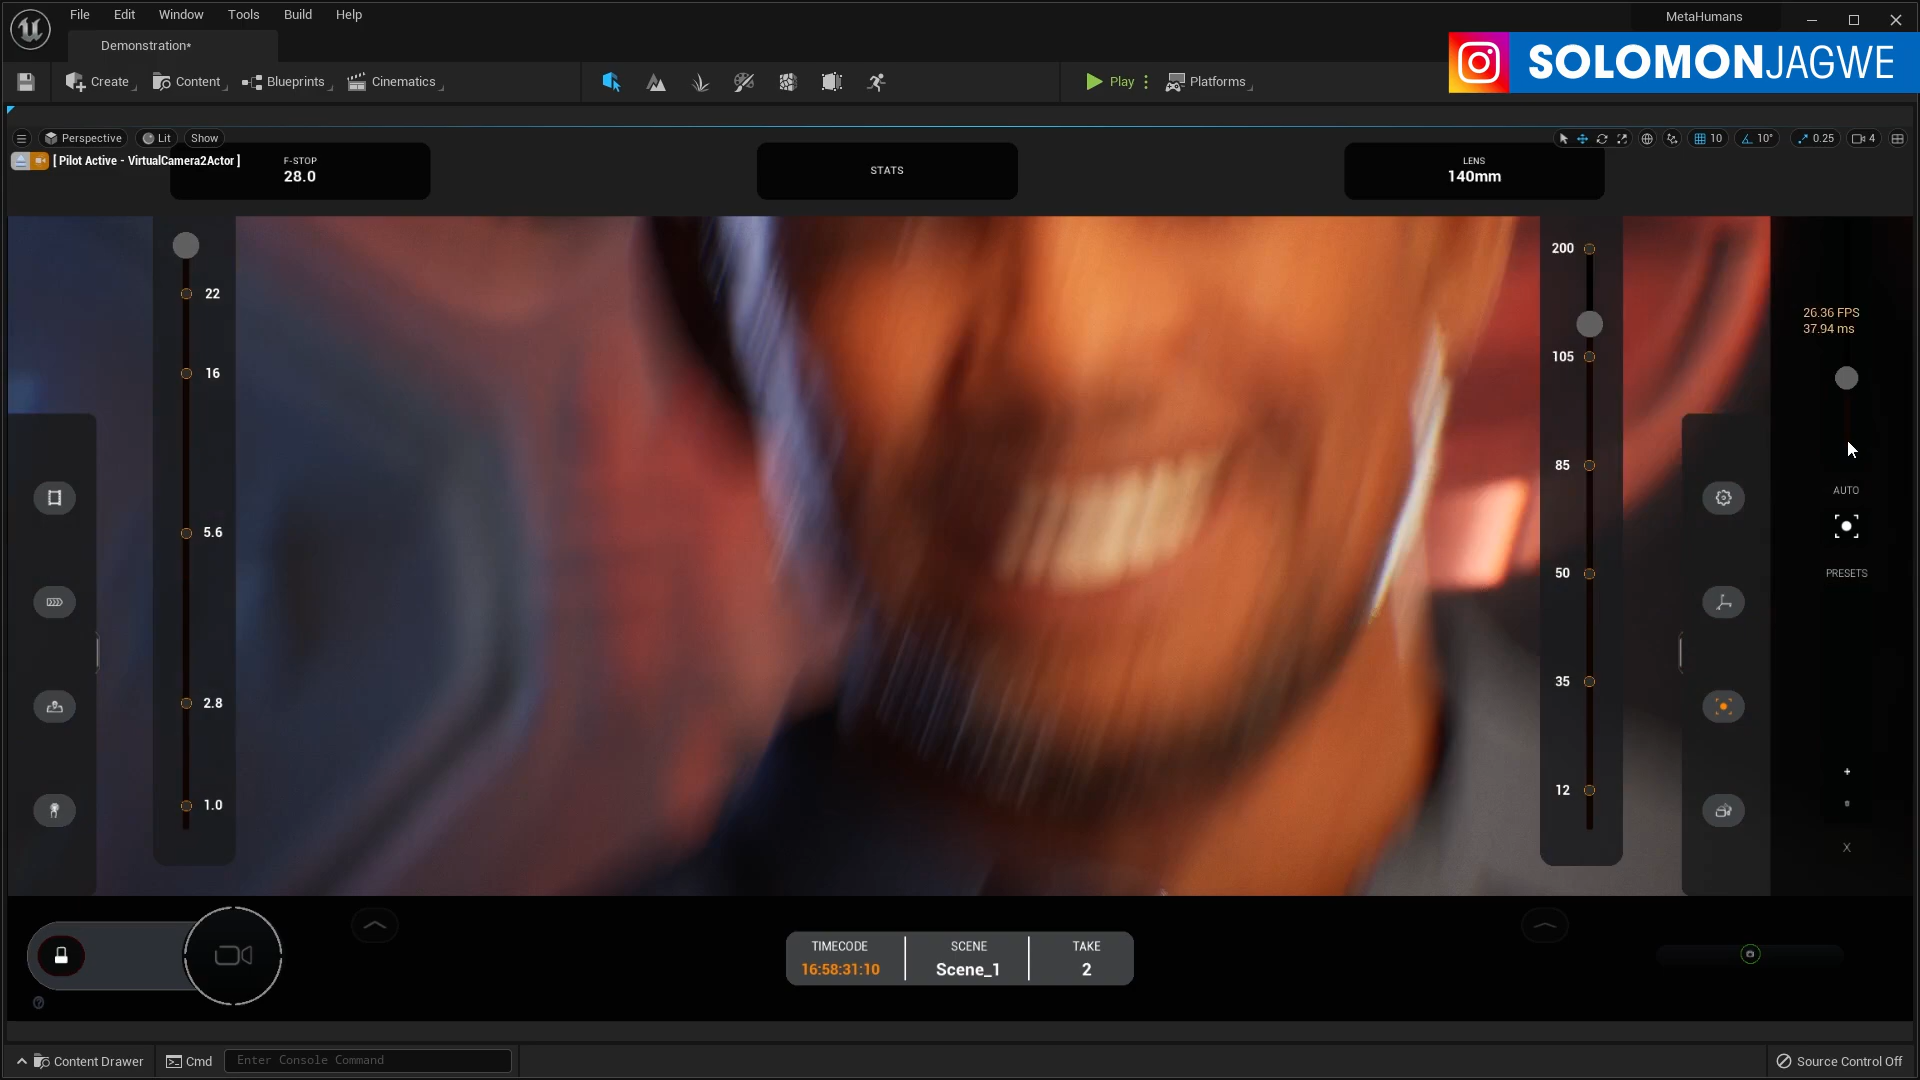 File Edit Window Tools Build Help
MetaHumans
Demonstration*
SOLOMONJAGWE
Create Content Blueprints Cinematics Play Platforms
Perspective Lit Show
10 10° 0.25 4
[ Pilot Active - VirtualCamera2Actor ]
F-STOP
28.0
STATS
LENS
140mm
22
16
5.6
2.8
1.0
200
105
85
50
35
12
26.36 FPS
37.94 ms
AUTO
PRESETS
+
X
TIMECODE
16:58:31:10
SCENE
Scene_1
TAKE
2
Content Drawer Cmd Enter Console Command Source Control Off